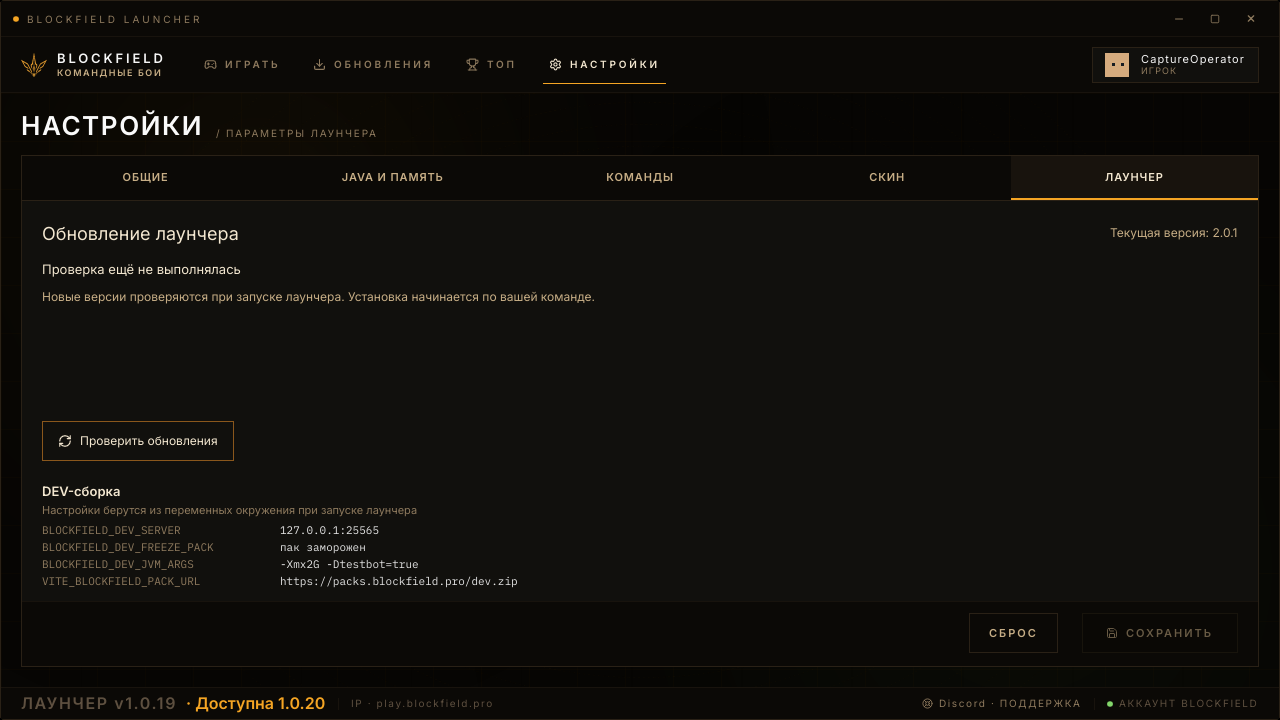 BLOCKFIELD LAUNCHER
BLOCKFIELD
КОМАНДНЫЕ БОИ
ИГРАТЬ
ОБНОВЛЕНИЯ
ТОП
НАСТРОЙКИ
CaptureOperator
ИГРОК
НАСТРОЙКИ / ПАРАМЕТРЫ ЛАУНЧЕРА
ОБЩИЕ
JAVA И ПАМЯТЬ
КОМАНДЫ
СКИН
ЛАУНЧЕР
Обновление лаунчера
Текущая версия: 2.0.1
Проверка ещё не выполнялась
Новые версии проверяются при запуске лаунчера. Установка начинается по вашей команде.
Проверить обновления
DEV-сборка
Настройки берутся из переменных окружения при запуске лаунчера
BLOCKFIELD_DEV_SERVER 127.0.0.1:25565
BLOCKFIELD_DEV_FREEZE_PACK пак заморожен
BLOCKFIELD_DEV_JVM_ARGS -Xmx2G -Dtestbot=true
VITE_BLOCKFIELD_PACK_URL https://packs.blockfield.pro/dev.zip
СБРОС
СОХРАНИТЬ
ЛАУНЧЕР v1.0.19 · Доступна 1.0.20
IP · play.blockfield.pro
Discord · ПОДДЕРЖКА
АККАУНТ BLOCKFIELD